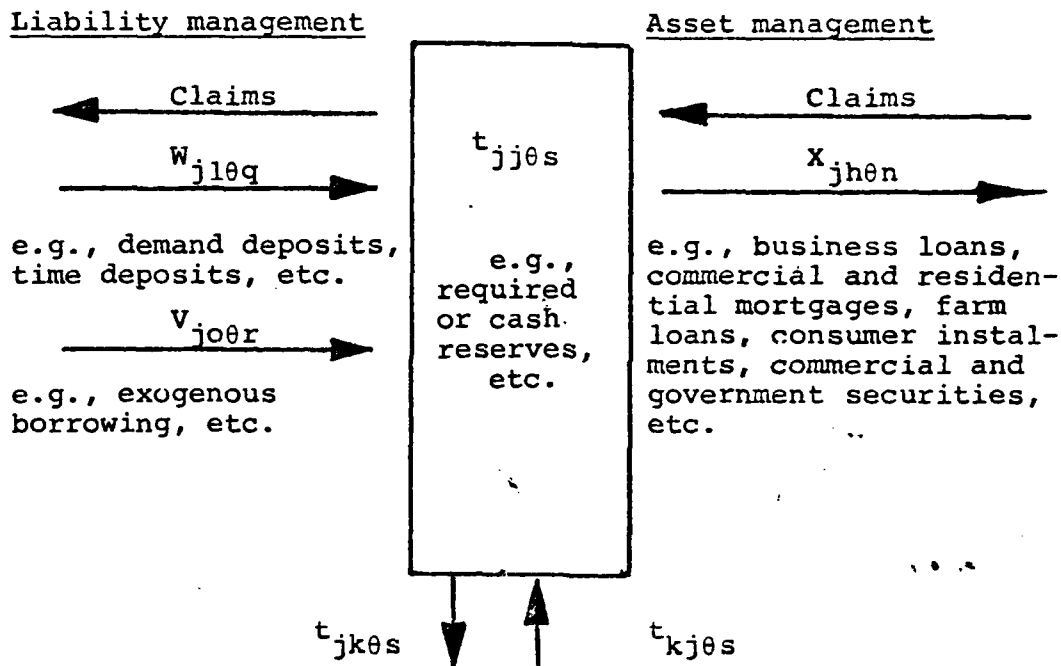 Liability management
Claims
W_jlθq
e.g., demand deposits,
time deposits, etc.
V_joθr
e.g., exogenous
borrowing, etc.
t_jjθs
e.g.,
required
or cash
reserves,
etc.
Asset management
Claims
X_jhθn
e.g., business loans,
commercial and residen-
tial mortgages, farm
loans, consumer instal-
ments, commercial and
government securities,
etc.
t_jkθs
t_kjθs